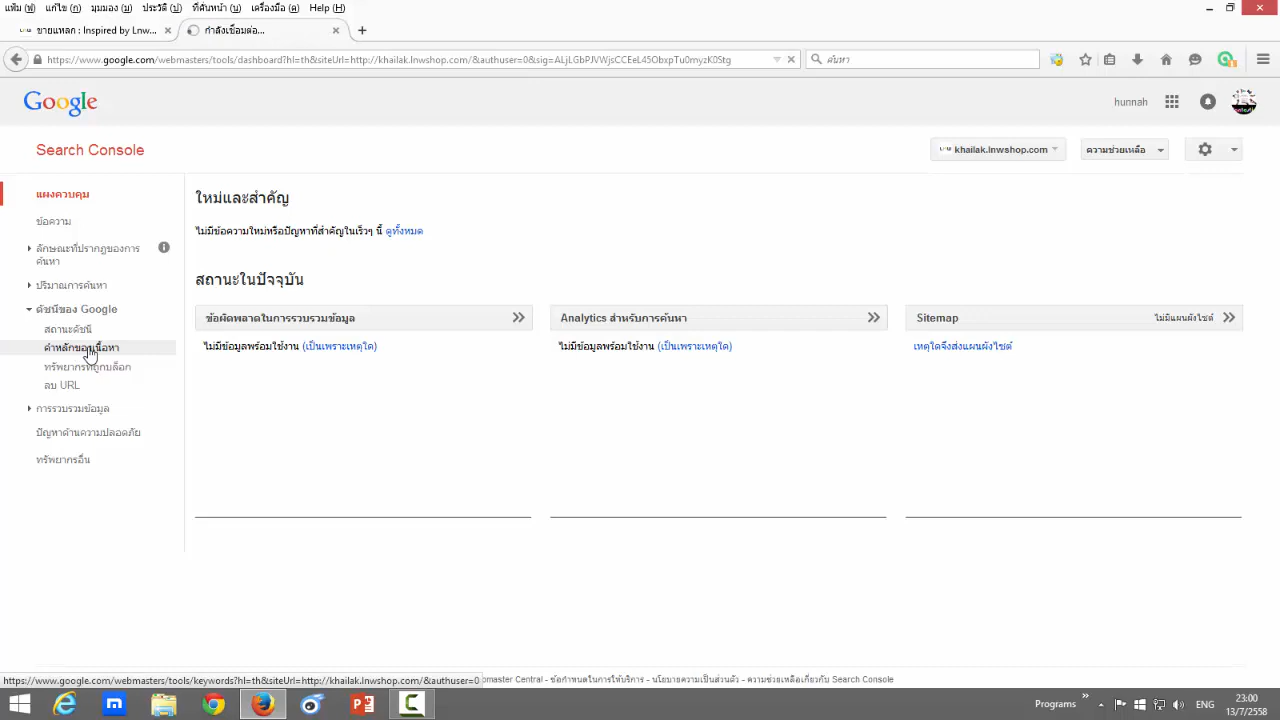 แฟ้ม (ฟ) แก้ไข (ก) มุมมอง (ม) ประวัติ (ป) ที่คั่นหน้า (น) เครื่องมือ (ค) Help (H)
ขายแหลก : Inspired by Lnw...
กำลังเชื่อมต่อ...
https://www.google.com/webmasters/tools/dashboard?hl=th&siteUrl=http://khailak.lnwshop.com/&authuser=0&sig=ALjLGbPJVWjsCCEeL45ObxpTu0myzK0Stg
ค้นหา
Google
hunnah
Search Console
khailak.lnwshop.com
ความช่วยเหลือ
แผงควบคุม
ข้อความ
ลักษณะที่ปรากฏของการ
ค้นหา
ปริมาณการค้นหา
ดัชนีของ Google
สถานะดัชนี
คำหลักของเนื้อหา
ทรัพยากรที่ถูกบล็อก
ลบ URL
การรวบรวมข้อมูล
ปัญหาด้านความปลอดภัย
ทรัพยากรอื่น
ใหม่และสำคัญ
ไม่มีข้อความใหม่หรือปัญหาที่สำคัญในเร็วๆ นี้ ดูทั้งหมด
สถานะในปัจจุบัน
ข้อผิดพลาดในการรวบรวมข้อมูล
ไม่มีข้อมูลพร้อมใช้งาน (เป็นเพราะเหตุใด)
Analytics สำหรับการค้นหา
ไม่มีข้อมูลพร้อมใช้งาน (เป็นเพราะเหตุใด)
Sitemap ไม่มีแผนผังไซต์
เหตุใดจึงส่งแผนผังไซต์
https://www.google.com/webmasters/tools/keywords?hl=th&siteUrl=http://khailak.lnwshop.com/&authuser=0
bmaster Central - ข้อกำหนดในการให้บริการ - นโยบายความเป็นส่วนตัว - ความช่วยเหลือเกี่ยวกับ Search Console
Programs
ENG
23:00
13/7/2558